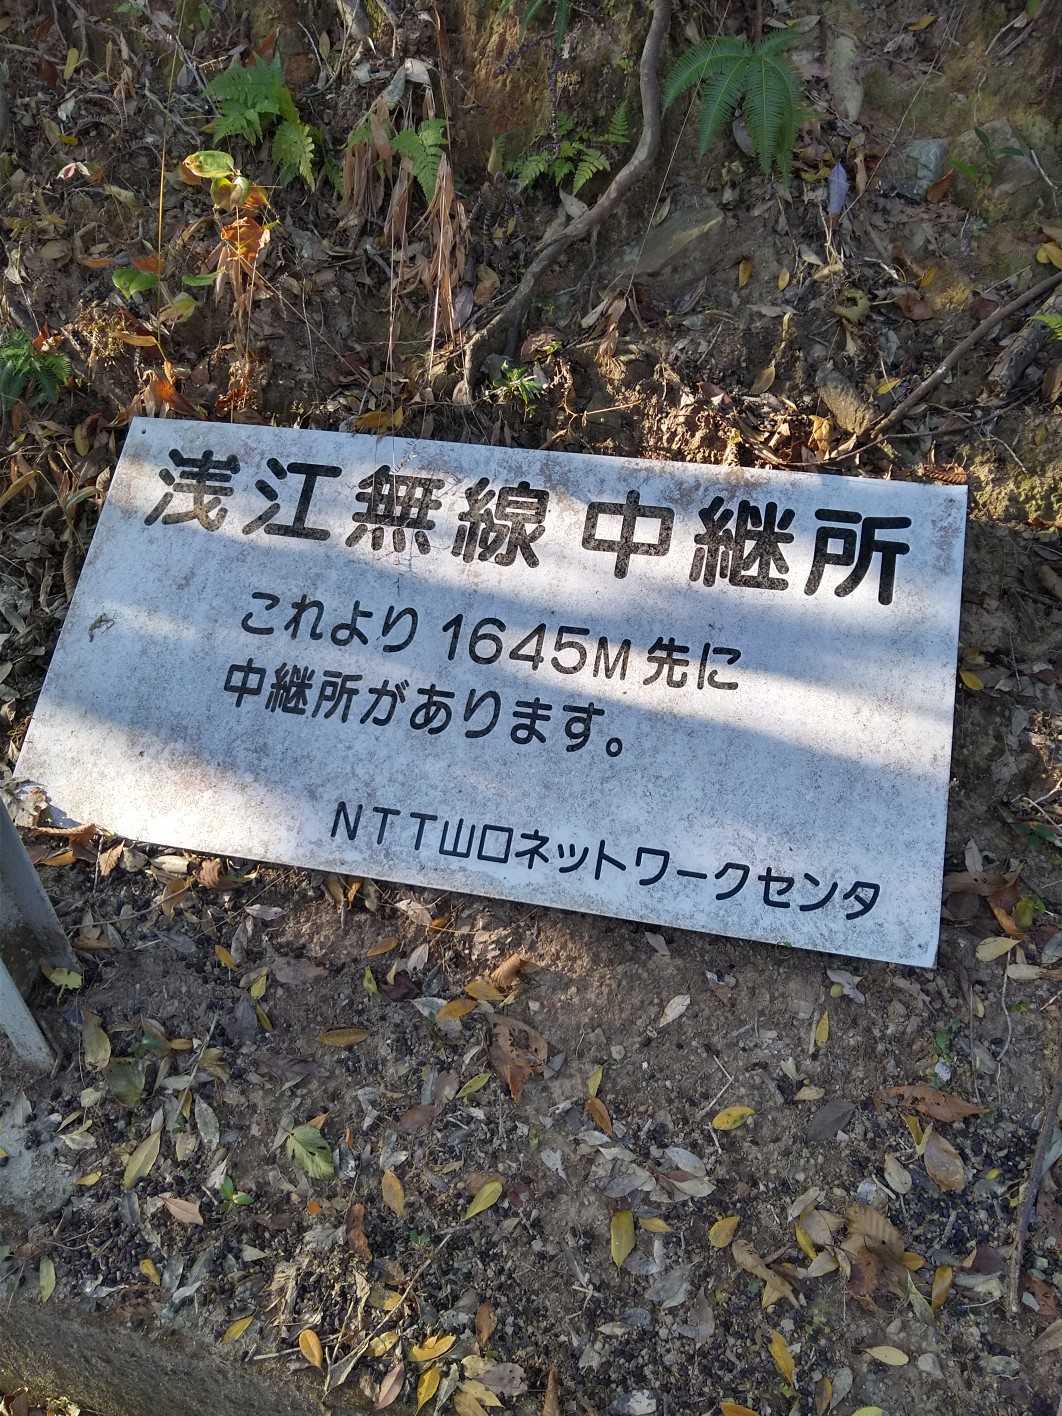 浅江無線中継所
これより1645M先に
中継所があります。
NTT山口ネットワークセンタ